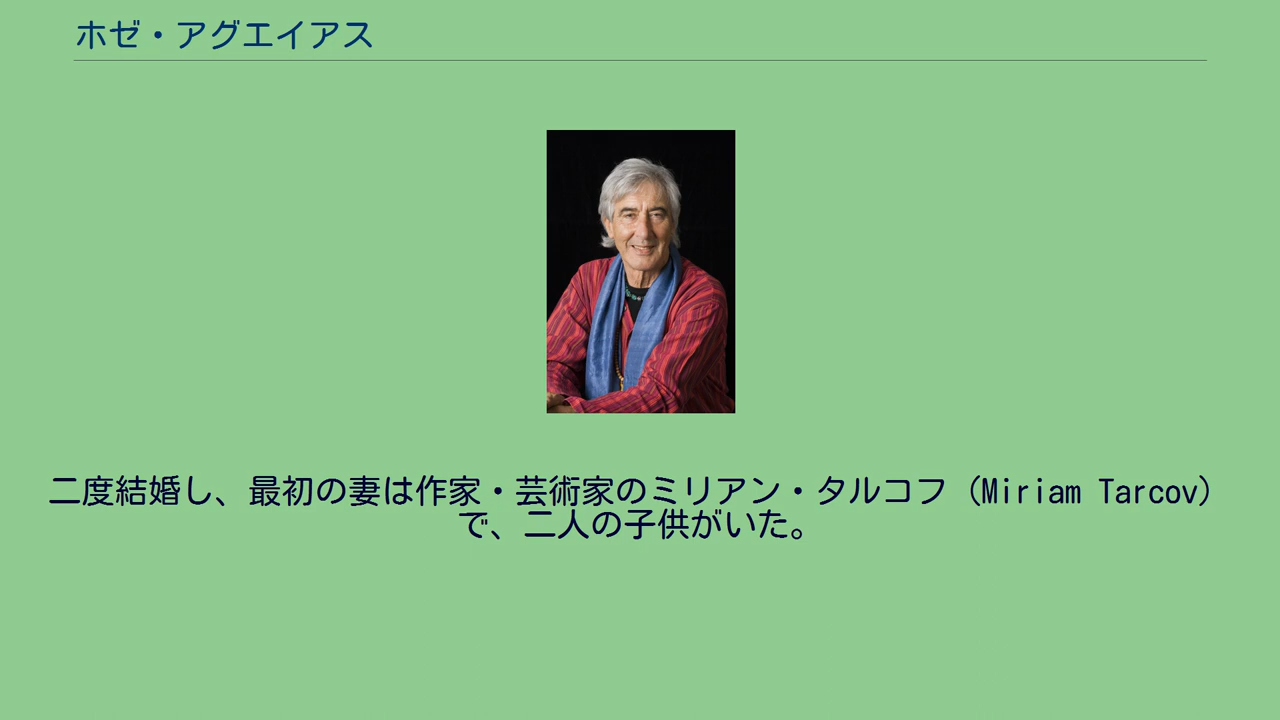 ホゼ・アグエイアス
二度結婚し、最初の妻は作家・芸術家のミリアン・タルコフ（Miriam Tarcov）
で、二人の子供がいた。